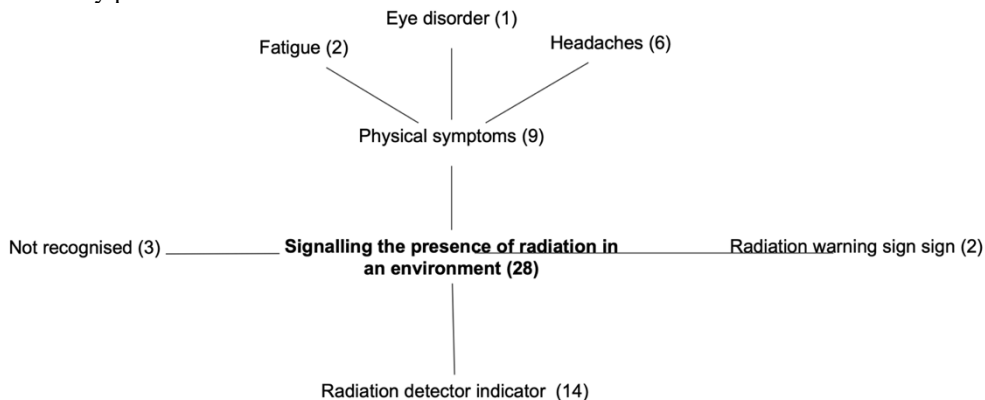 Eye disorder (1)
Fatigue (2)
Headaches (6)
Physical symptoms (9)
Not recognised (3)
Signalling the presence of radiation in
an environment (28)
Radiation warning sign sign (2)
Radiation detector indicator (14)